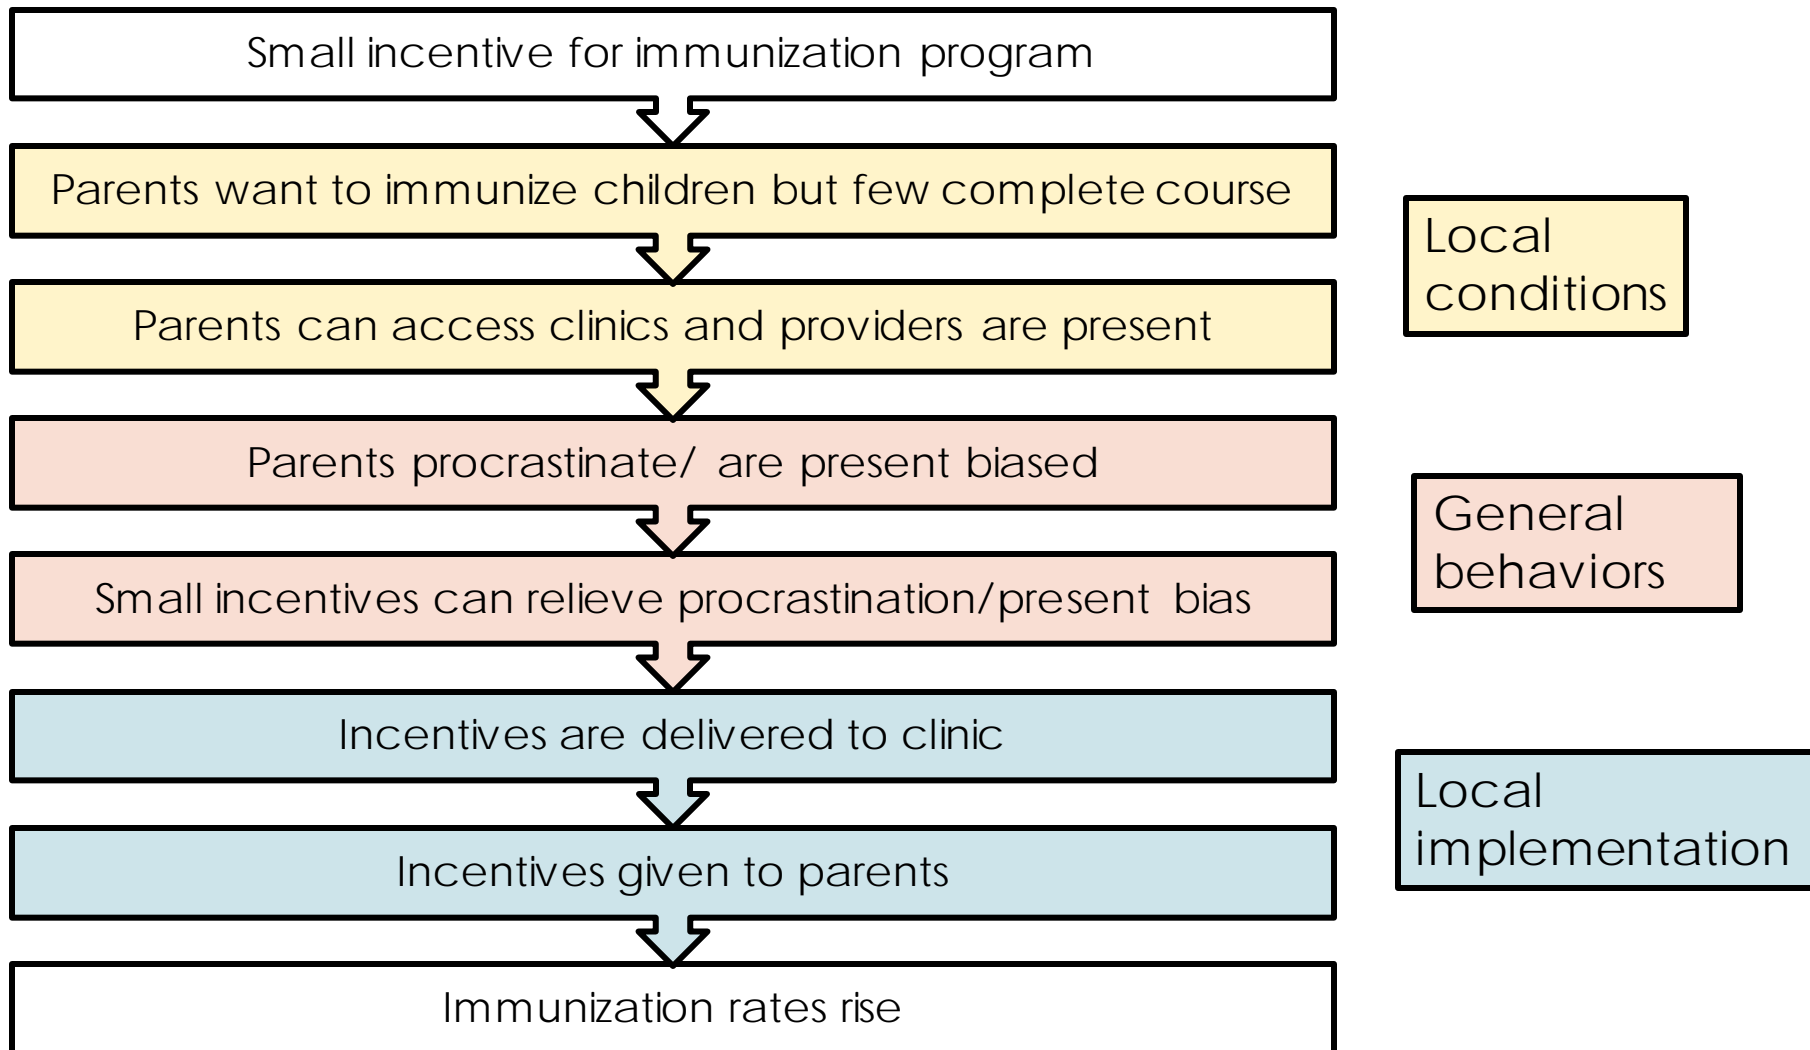 Small incentive for immunization program
Parents want to immunize children but few complete course
Parents can access clinics and providers are present
Parents procrastinate/ are present biased
Small incentives can relieve procrastination/present bias
Incentives are delivered to clinic
Incentives given to parents
Immunization rates rise
Local
conditions
General
behaviors
Local
implementation